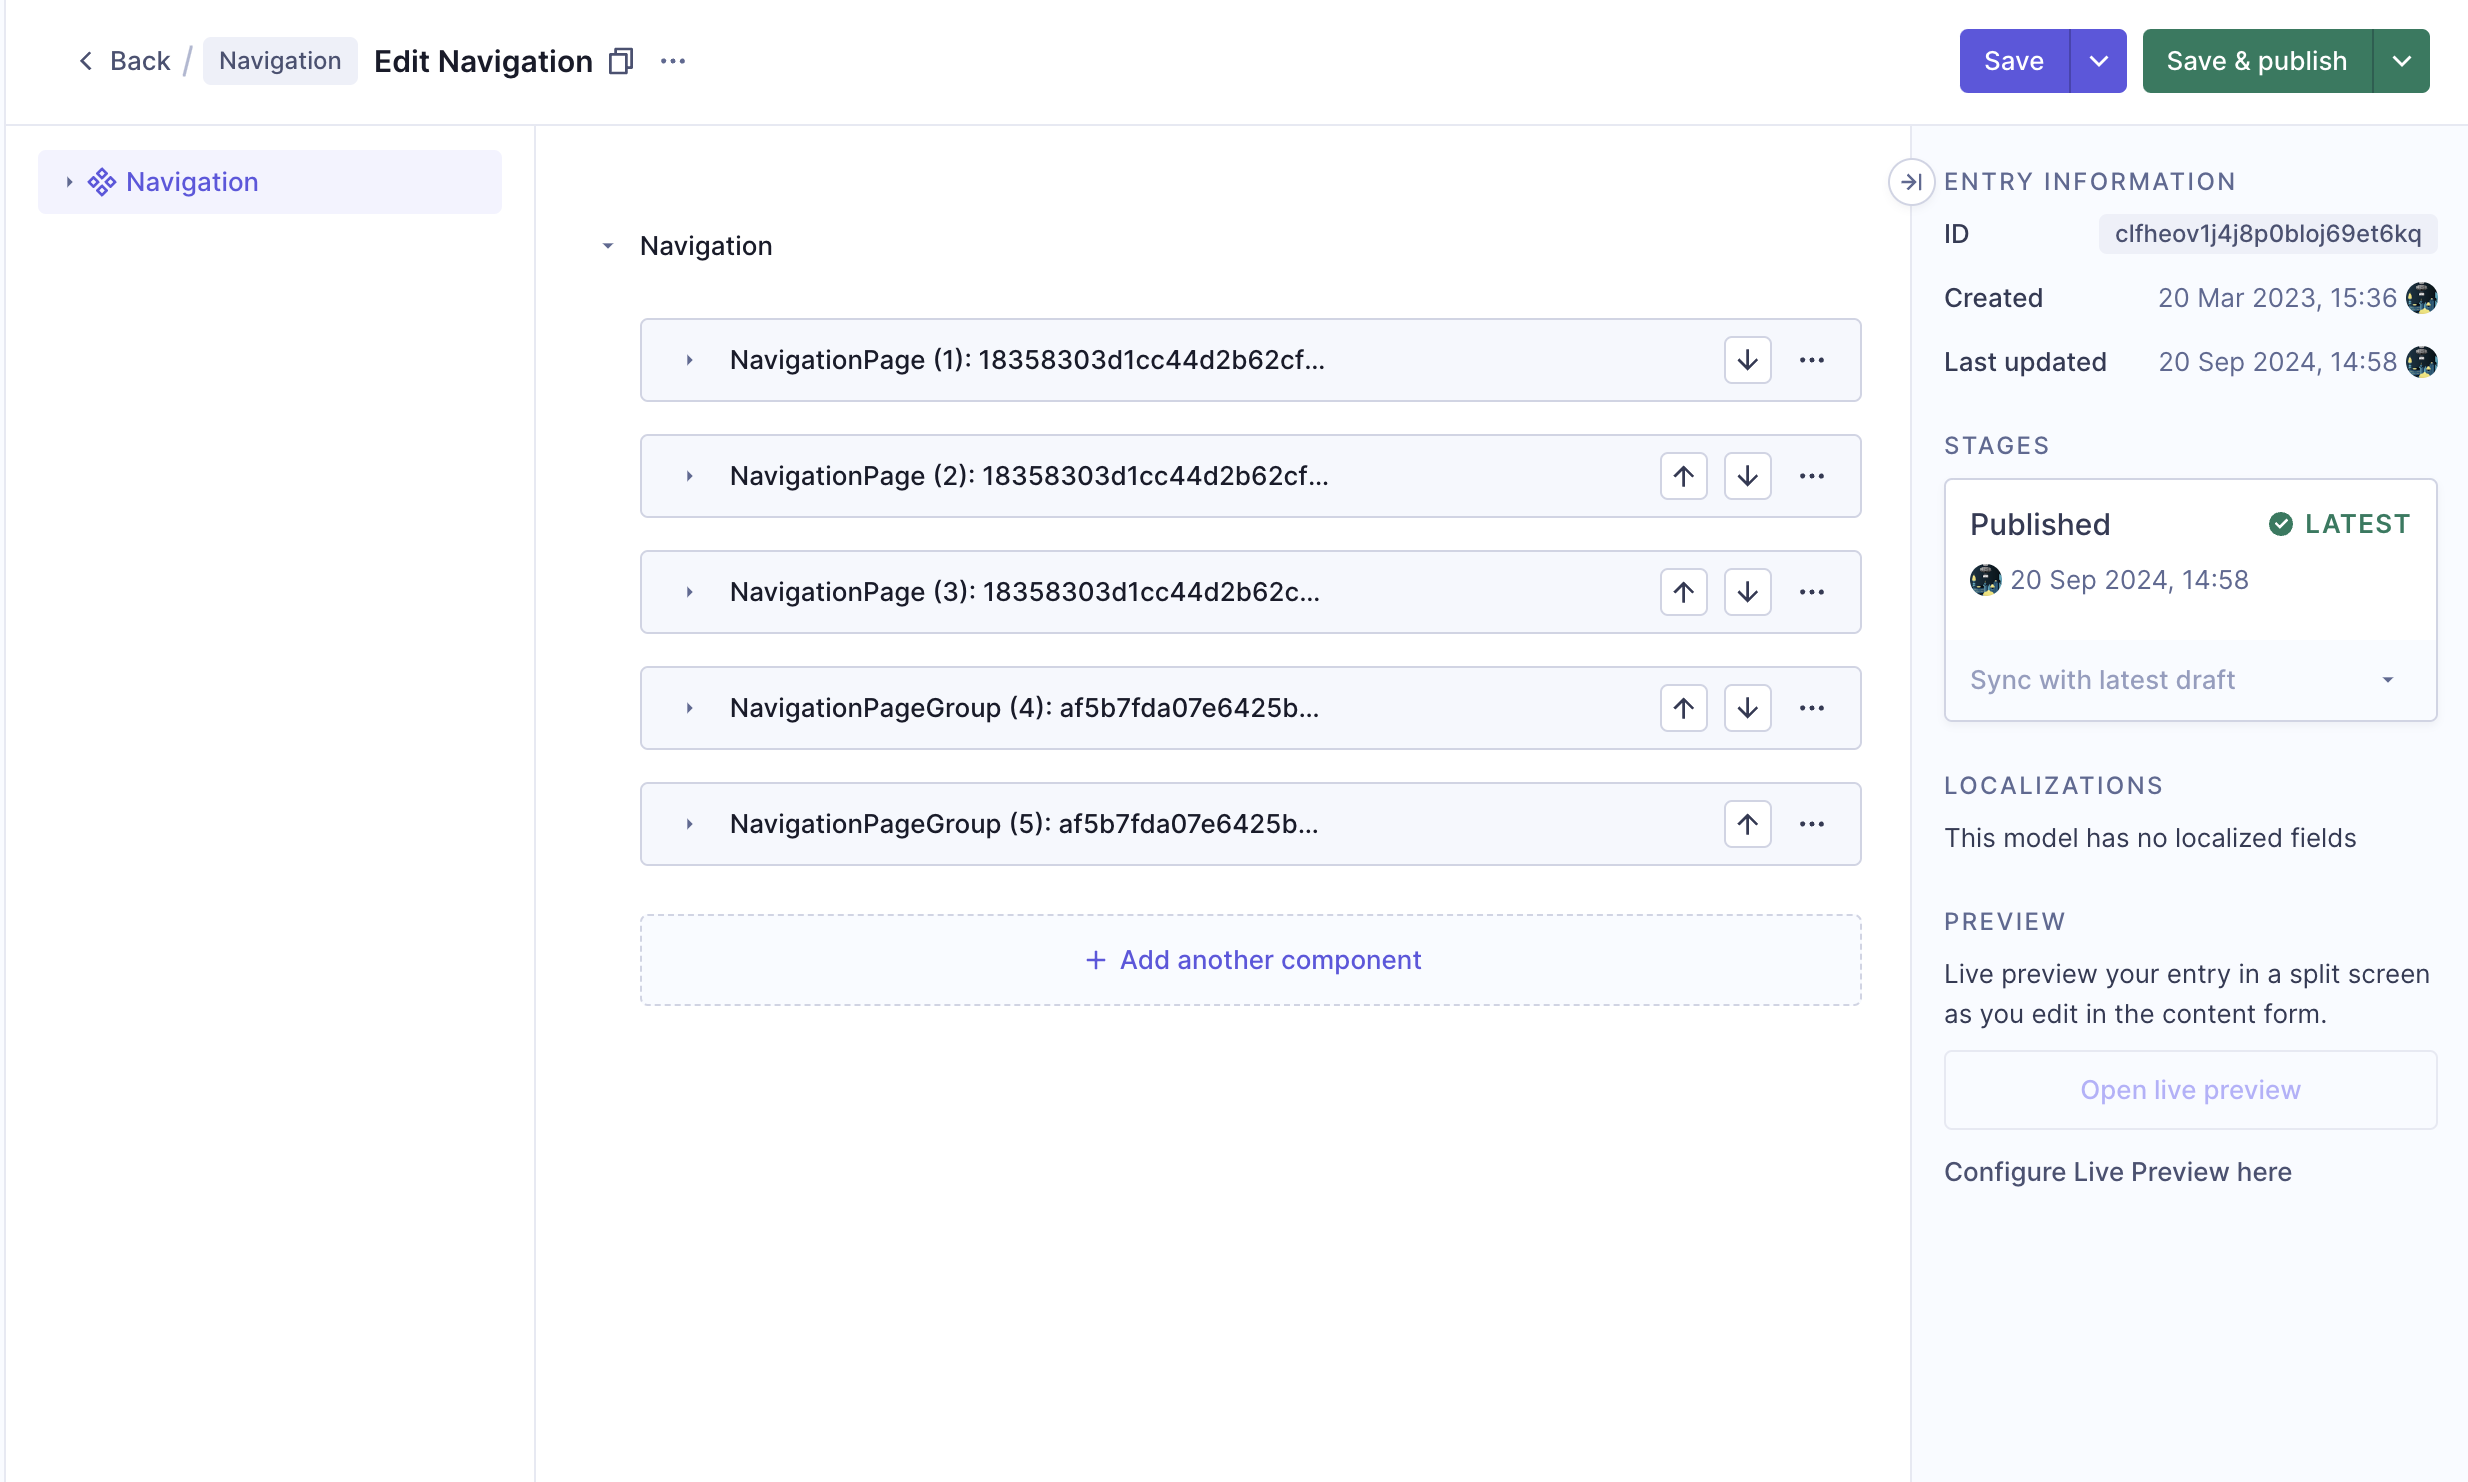 Back / Navigation Edit Navigation
Save
Save & publish
Navigation
Navigation
NavigationPage (1): 18358303d1cc44d2b62cf...
NavigationPage (2): 18358303d1cc44d2b62cf...
NavigationPage (3): 18358303d1cc44d2b62c...
NavigationPageGroup (4): af5b7fda07e6425b...
NavigationPageGroup (5): af5b7fda07e6425b...
+ Add another component
ENTRY INFORMATION
ID clfheov1j4j8p0bloj69et6kq
Created 20 Mar 2023, 15:36
Last updated 20 Sep 2024, 14:58
STAGES
Published LATEST
20 Sep 2024, 14:58
Sync with latest draft
LOCALIZATIONS
This model has no localized fields
PREVIEW
Live preview your entry in a split screen
as you edit in the content form.
Open live preview
Configure Live Preview here